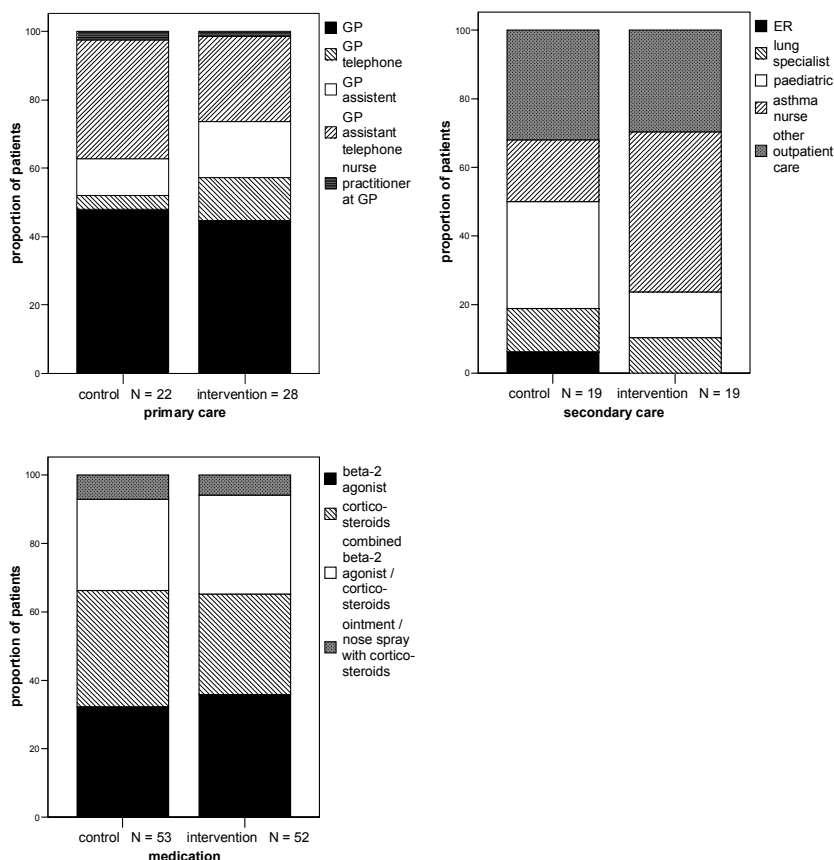 100
80
60
40
20
0
proportion of patients
control N = 22
intervention = 28
primary care
GP
GP
telephone
GP
assistent
GP
assistant
telephone
nurse
practitioner
at GP
100
80
60
40
20
0
proportion of patients
control N = 19
intervention N = 19
secondary care
ER
lung
specialist
paediatric
asthma
nurse
other
outpatient
care
100
80
60
40
20
0
proportion of patients
control N = 53
intervention N = 52
medication
beta-2
agonist
cortico-
steroids
combined
beta-2
agonist /
cortico-
steroids
ointment /
nose spray
with cortico-
steroids